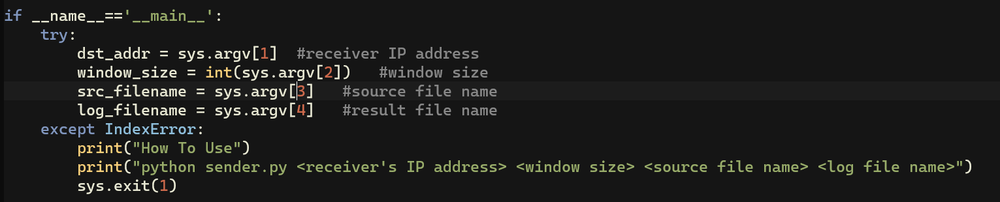 if __name__=='__main__':
    try:
        dst_addr = sys.argv[1]  #receiver IP address
        window_size = int(sys.argv[2])   #window size
        src_filename = sys.argv[3]   #source file name
        log_filename = sys.argv[4]   #result file name
    except IndexError:
        print("How To Use")
        print("python sender.py <receiver's IP address> <window size> <source file name> <log file name>")
        sys.exit(1)